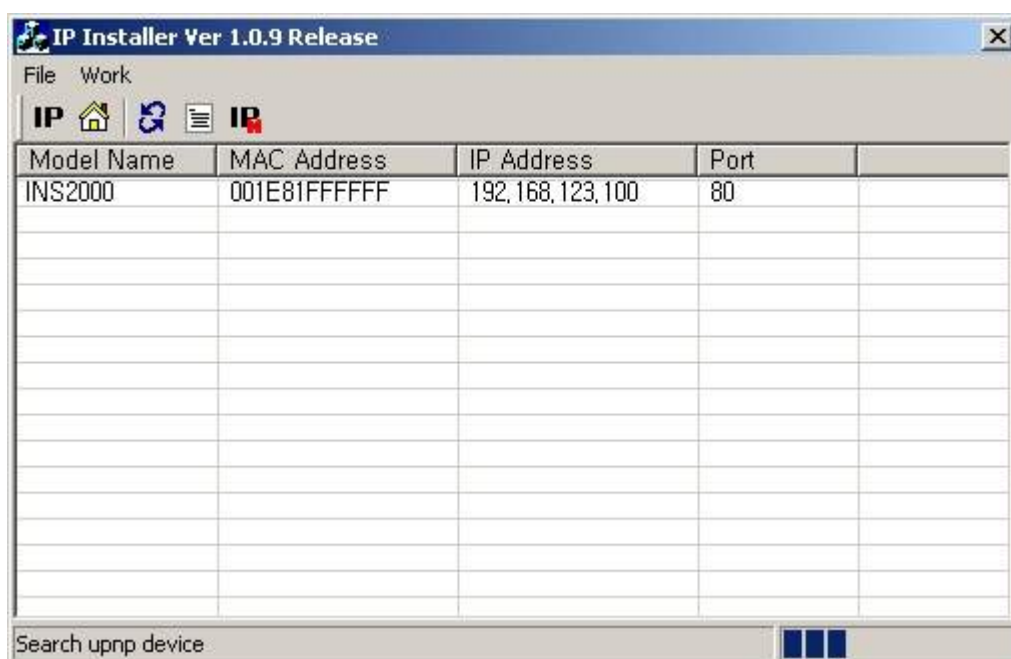 IP Installer Ver 1.0.9 Release
File Work
IP IP M
Model Name MAC Address IP Address Port
INS2000 001E81FFFFFF 192,168,123,100 80
Search upnp device